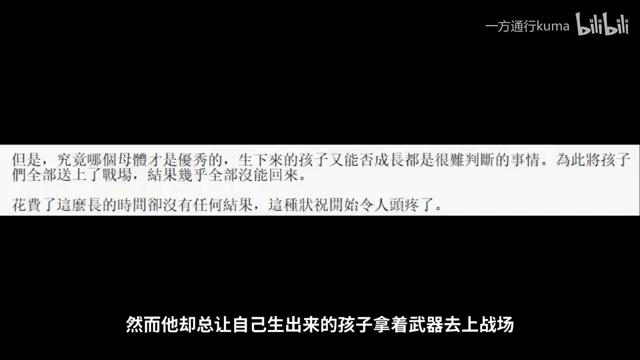 一方通行kuma bilibili
但是，究竟哪個母體才是優秀的，生下來的孩子又能否成長都是很難判斷的事情。為此將孩子
們全部送上了戰場，結果幾乎全部沒能回來。
花費了這麼長的時間卻沒有任何結果，這種狀況開始令人頭疼了。
然而他却总让自己生出来的孩子拿着武器去上战场